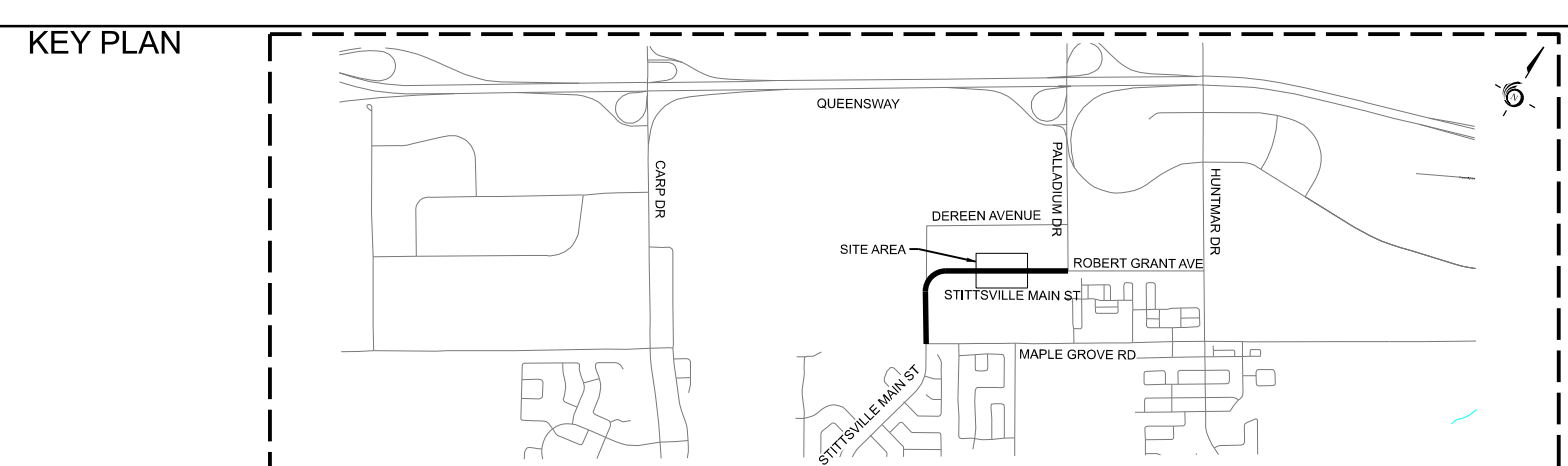 KEY PLAN
QUEENSWAY
CARP DR
PALLADIUM DR
HUNTMAR DR
DEREEN AVENUE
SITE AREA
ROBERT GRANT AVE
STITTSVILLE MAIN ST
MAPLE GROVE RD
STITTSVILLE MAIN ST
N